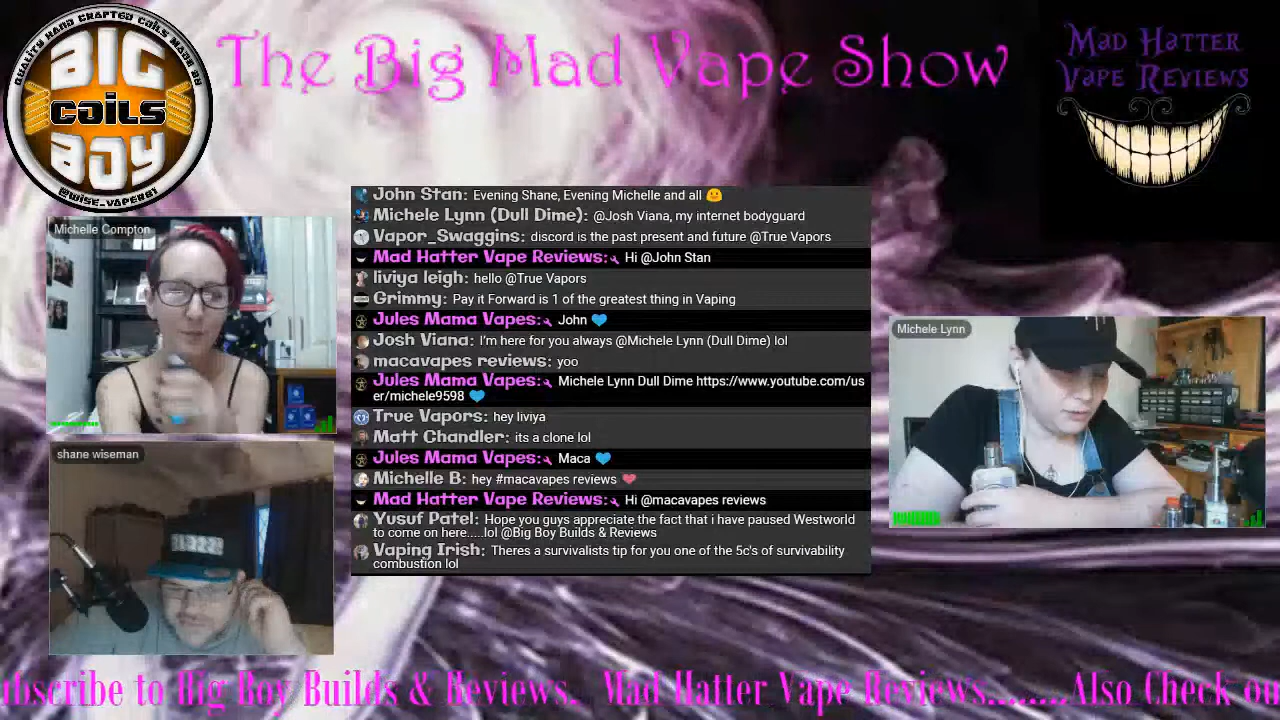 QUALITY HAND CRAFTED COILS MADE BY
BIG
COILS
BOY
@WISE_VAPER81
The Big Mad Vape Show
Mad Hatter
Vape Reviews
Michelle Compton
shane wiseman
John Stan: Evening Shane, Evening Michelle and all 🙂
Michele Lynn (Dull Dime): @Josh Viana, my internet bodyguard
Vapor_Swaggins: discord is the past present and future @True Vapors
Mad Hatter Vape Reviews: Hi @John Stan
liviya leigh: hello @True Vapors
Grimmy: Pay it Forward is 1 of the greatest thing in Vaping
Jules Mama Vapes: John 💙
Josh Viana: I'm here for you always @Michele Lynn (Dull Dime) lol
macavapes reviews: yoo
Jules Mama Vapes: Michele Lynn Dull Dime https://www.youtube.com/us
er/michele9598 💙
True Vapors: hey liviya
Matt Chandler: its a clone lol
Jules Mama Vapes: Maca 💙
Michelle B: hey #macavapes reviews ❤
Mad Hatter Vape Reviews: Hi @macavapes reviews
Yusuf Patel: Hope you guys appreciate the fact that i have paused Westworld
to come on here.....lol @Big Boy Builds & Reviews
Vaping Irish: Theres a survivalists tip for you one of the 5c's of survivability
combustion lol
Michele Lynn
ubscribe to Big Boy Builds & Reviews. Mad Hatter Vape Reviews........Also Check ou